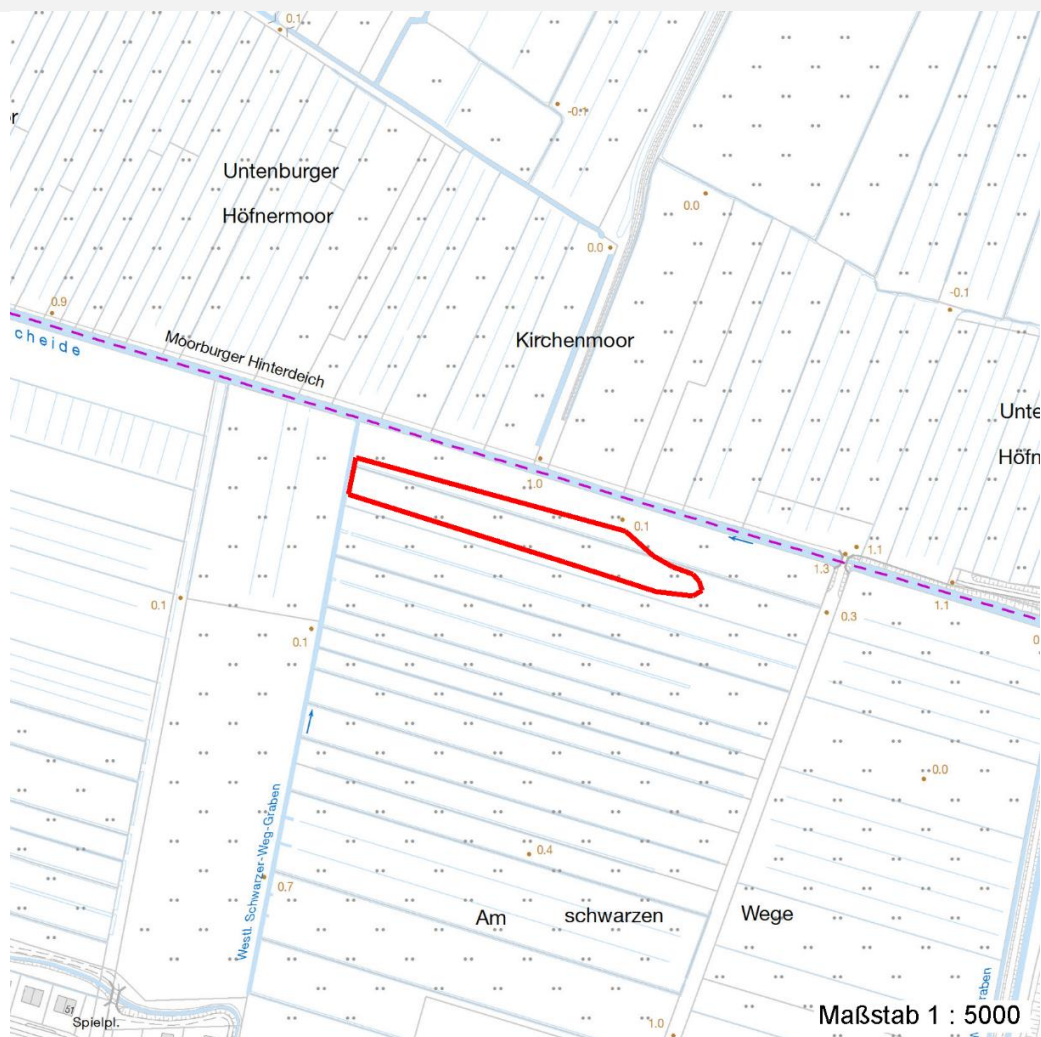 0.1
-0.1
Untenburger
Höfnermoor
0.0
0.0
-0.1
0.9
cheide
Moorburger Hinterdeich
Kirchenmoor
Unte
Höfn
1.0
0.1
1.1
1.3
1.1
0.1
0.3
0.1
0.0
Westl. Schwarzer-Weg-Graben
0.4
0.7
Am schwarzen Wege
51
Spielpl.
1.0
raben
Maßstab 1 : 5000